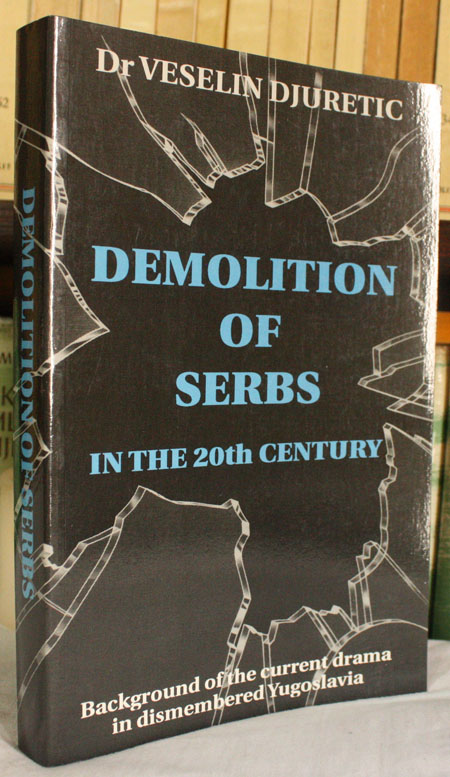 Dr VESELIN DJURETIC
DEMOLITION
OF
SERBS
IN THE 20th CENTURY
Background of the current drama
in dismembered Yugoslavia
DEMOLITION OF SERBS